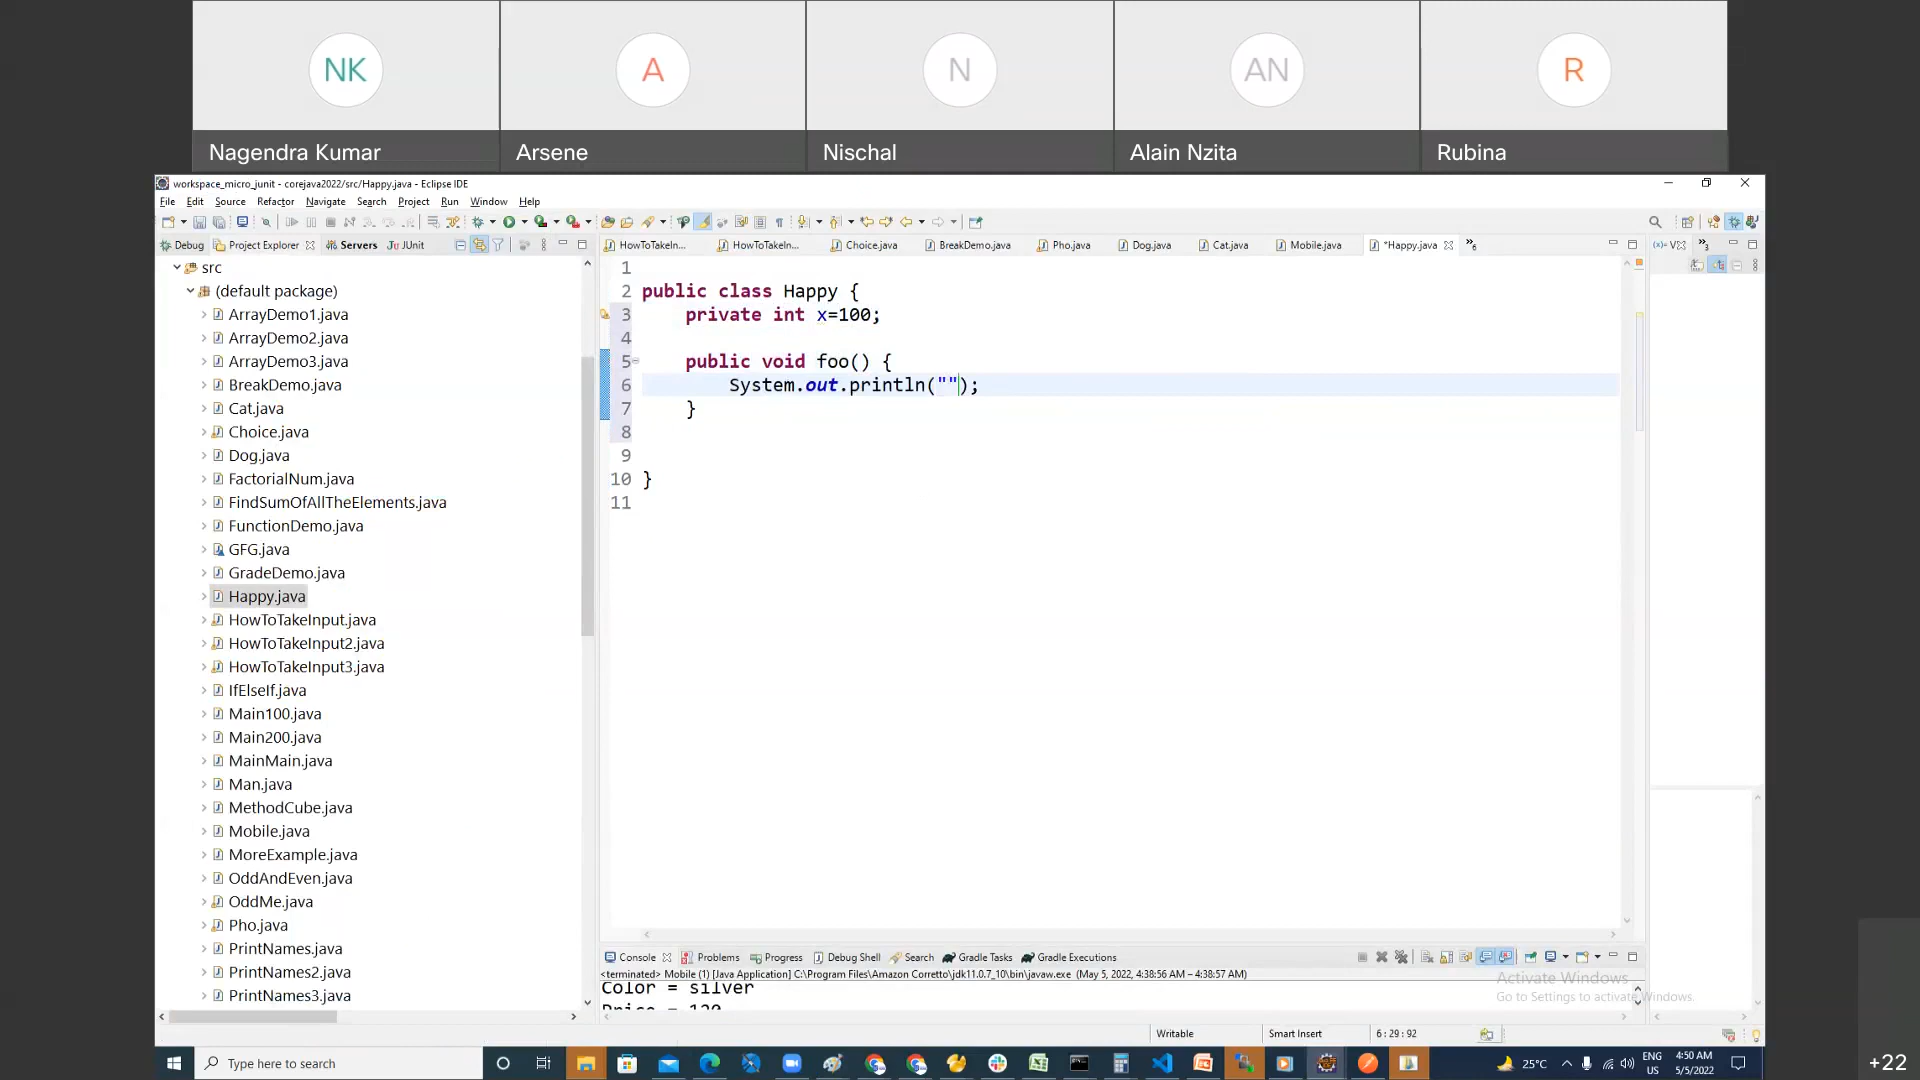 NK
A
N
AN
R
Nagendra Kumar
Arsene
Nischal
Alain Nzita
Rubina
workspace_micro_junit - corejava2022/src/Happy.java - Eclipse IDE
File Edit Source Refactor Navigate Search Project Run Window Help
Debug Project Explorer Servers Ju JUnit
HowToTakeIn... HowToTakeIn... Choice.java BreakDemo.java Pho.java Dog.java Cat.java Mobile.java *Happy.java
src
(default package)
ArrayDemo1.java
ArrayDemo2.java
ArrayDemo3.java
BreakDemo.java
Cat.java
Choice.java
Dog.java
FactorialNum.java
FindSumOfAllTheElements.java
FunctionDemo.java
GFG.java
GradeDemo.java
Happy.java
HowToTakeInput.java
HowToTakeInput2.java
HowToTakeInput3.java
IfElseIf.java
Main100.java
Main200.java
MainMain.java
Man.java
MethodCube.java
Mobile.java
MoreExample.java
OddAndEven.java
OddMe.java
Pho.java
PrintNames.java
PrintNames2.java
PrintNames3.java
1
2 public class Happy {
3 private int x=100;
4
5 public void foo() {
6 System.out.println("");
7 }
8
9
10 }
11
Console Problems Progress Debug Shell Search Gradle Tasks Gradle Executions
<terminated> Mobile (1) [Java Application] C:\Program Files\Amazon Corretto\jdk11.0.7_10\bin\javaw.exe (May 5, 2022, 4:38:56 AM – 4:38:57 AM)
Color = silver
Price = 120
Activate Windows
Go to Settings to activate Windows.
Writable Smart Insert 6 : 29 : 92
Type here to search
25°C
ENG
US
4:50 AM
5/5/2022
+22